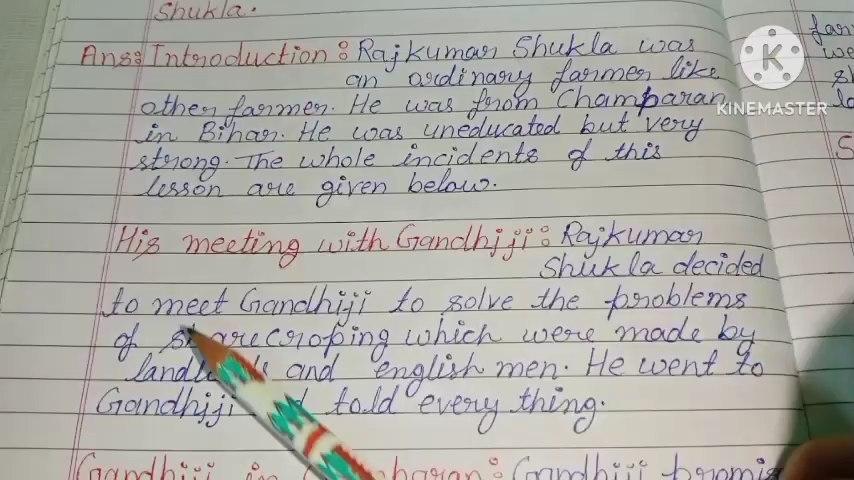 Shukla.
Ans: Introduction: Rajkumar Shukla was
an ordinary farmer like
other farmer. He was from Champaran
in Bihar. He was uneducated but very
strong. The whole incidents of this
lesson are given below.
His meeting with Gandhiji: Rajkumar
Shukla decided
to meet Gandhiji to solve the problems
of sharecroping which were made by
and english men. He went to
Gandhiji told every thing.
Gandhiji in : Gandhiji
KINEMASTER